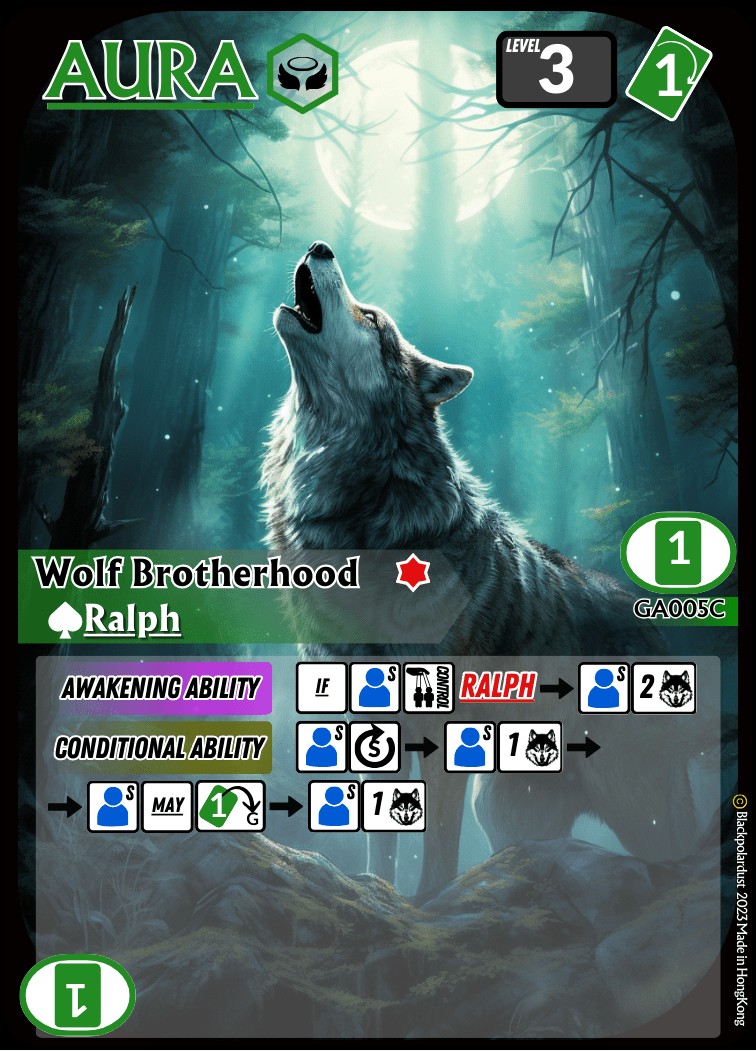 AURA
LEVEL 3
1
1
Wolf Brotherhood
Ralph
GA005C
AWAKENING ABILITY IF S CONTROL RALPH S 2
CONDITIONAL ABILITY S S S 1
S MAY 1 G S 1
1
© Blackpolardust 2023 Made in HongKong